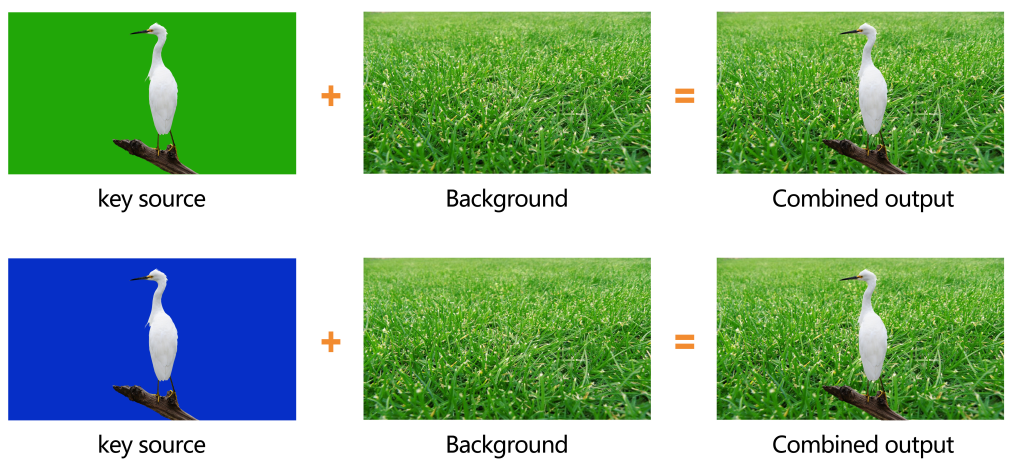 +
=
key source
Background
Combined output
+
=
key source
Background
Combined output